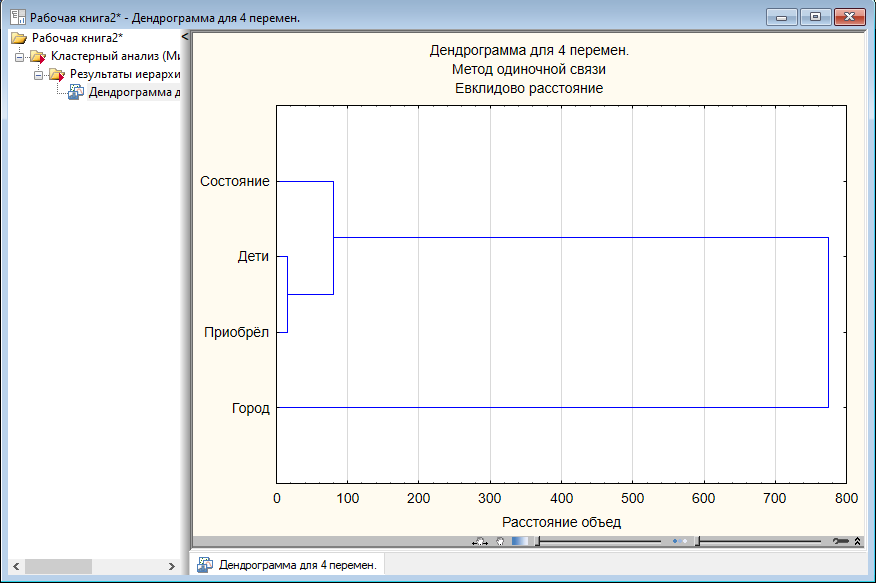 Рабочая книга2* - Дендрограмма для 4 перемен.
Рабочая книга2*
Кластерный анализ (Ми
Результаты иерархи
Дендрограмма д
<
Дендрограмма для 4 перемен.
Метод одиночной связи
Евклидово расстояние
Состояние
Дети
Приобрёл
Город
0 100 200 300 400 500 600 700 800
Расстояние объед
Дендрограмма для 4 перемен.